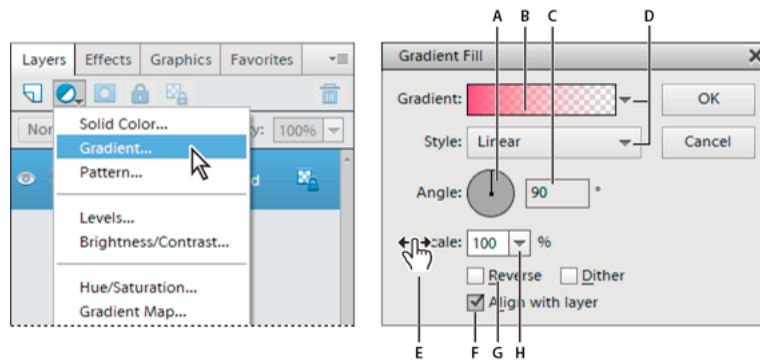 A B C D
Layers Effects Graphics Favorites
Nor y: 100%
Solid Color...
Gradient...
Pattern...
d
Levels...
Brightness/Contrast...
Hue/Saturation...
Gradient Map...
Gradient Fill
Gradient: OK
Style: Linear Cancel
Angle: 90 °
cale: 100 %
Reverse Dither
Align with layer
E F G H